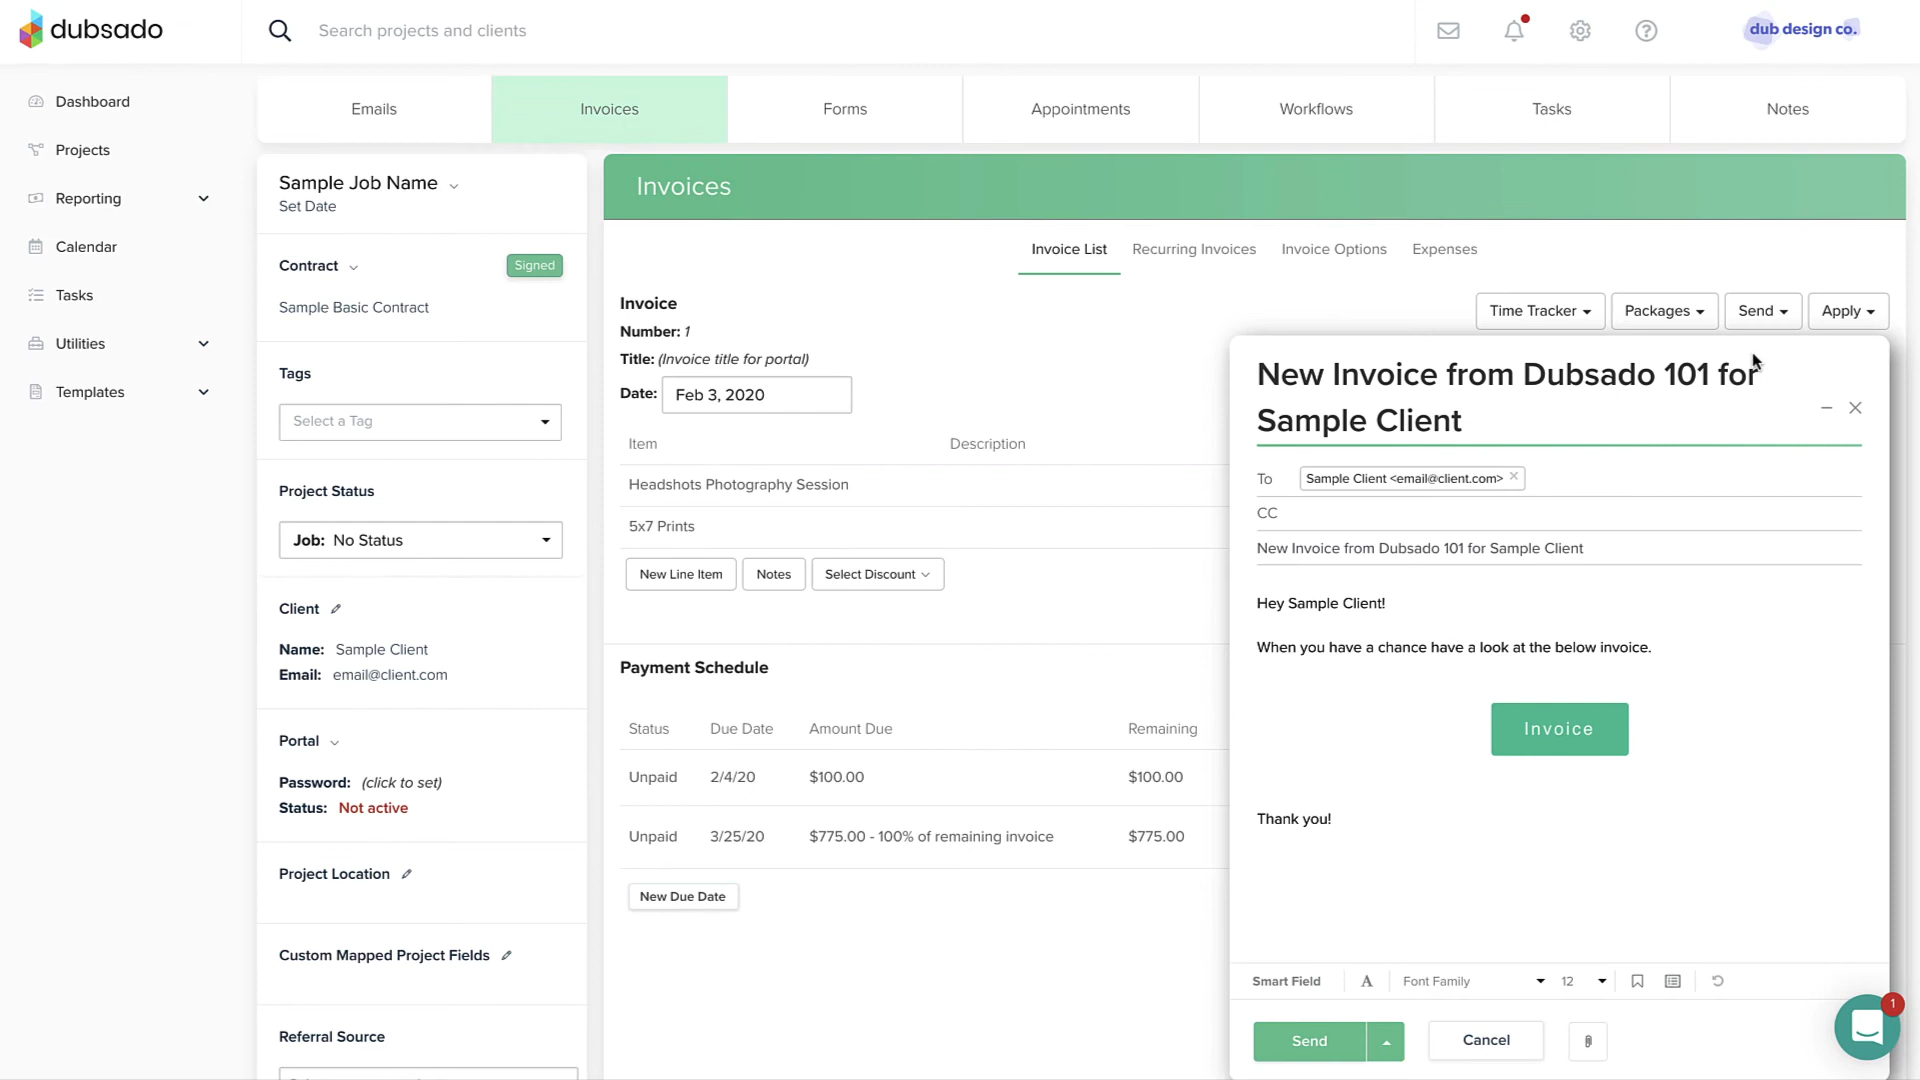 dubsado
Search projects and clients
dub design co.
Dashboard
Projects
Reporting
Calendar
Tasks
Utilities
Templates
Emails
Invoices
Forms
Appointments
Workflows
Tasks
Notes
Sample Job Name
Set Date
Contract
Signed
Sample Basic Contract
Tags
Select a Tag
Project Status
Job: No Status
Client
Name: Sample Client
Email: email@client.com
Portal
Password: (click to set)
Status: Not active
Project Location
Custom Mapped Project Fields
Referral Source
Invoices
Invoice List
Recurring Invoices
Invoice Options
Expenses
Invoice
Number: 1
Title: (Invoice title for portal)
Date: Feb 3, 2020
Time Tracker
Packages
Send
Apply
Item
Description
Headshots Photography Session
5x7 Prints
New Line Item
Notes
Select Discount
Payment Schedule
Status Due Date Amount Due Remaining
Unpaid 2/4/20 $100.00 $100.00
Unpaid 3/25/20 $775.00 - 100% of remaining invoice $775.00
New Due Date
New Invoice from Dubsado 101 for
Sample Client
To Sample Client <email@client.com>
CC
New Invoice from Dubsado 101 for Sample Client
Hey Sample Client!
When you have a chance have a look at the below invoice.
Invoice
Thank you!
Smart Field
A
Font Family
12
Send
Cancel
1